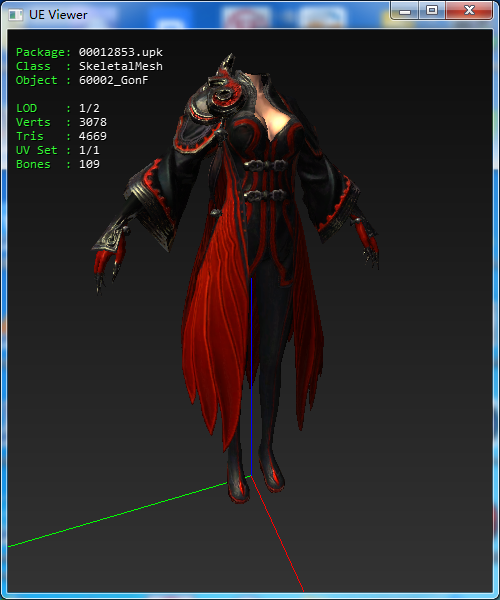 UE Viewer
Package: 00012853.upk
Class : SkeletalMesh
Object : 60002_GonF
LOD : 1/2
Verts : 3078
Tris : 4669
UV Set : 1/1
Bones : 109